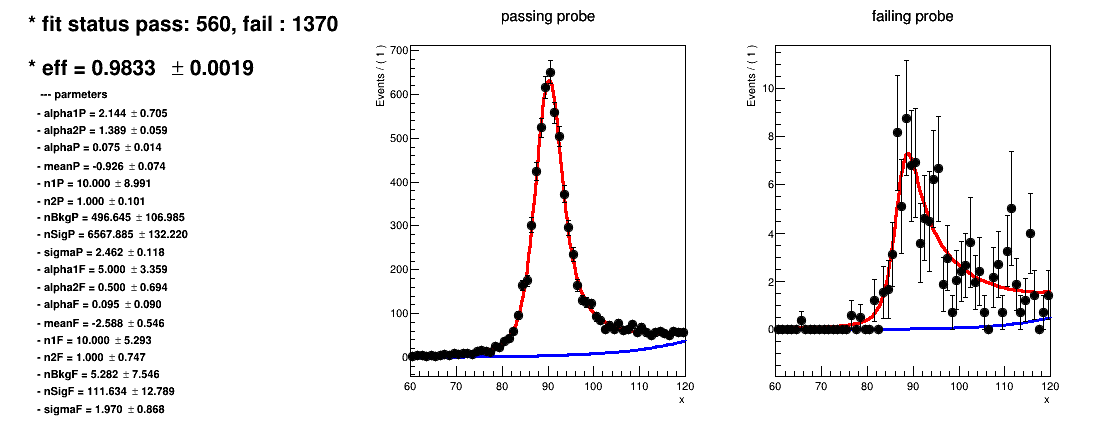 * fit status pass: 560, fail : 1370
* eff = 0.9833 ± 0.0019
--- parmeters
- alpha1P = 2.144 ± 0.705
- alpha2P = 1.389 ± 0.059
- alphaP = 0.075 ± 0.014
- meanP = -0.926 ± 0.074
- n1P = 10.000 ± 8.991
- n2P = 1.000 ± 0.101
- nBkgP = 496.645 ± 106.985
- nSigP = 6567.885 ± 132.220
- sigmaP = 2.462 ± 0.118
- alpha1F = 5.000 ± 3.359
- alpha2F = 0.500 ± 0.694
- alphaF = 0.095 ± 0.090
- meanF = -2.588 ± 0.546
- n1F = 10.000 ± 5.293
- n2F = 1.000 ± 0.747
- nBkgF = 5.282 ± 7.546
- nSigF = 111.634 ± 12.789
- sigmaF = 1.970 ± 0.868
passing probe
Events / ( 1 )
700
600
500
400
300
200
100
0
60 70 80 90 100 110 120
x
failing probe
Events / ( 1 )
10
8
6
4
2
0
60 70 80 90 100 110 120
x